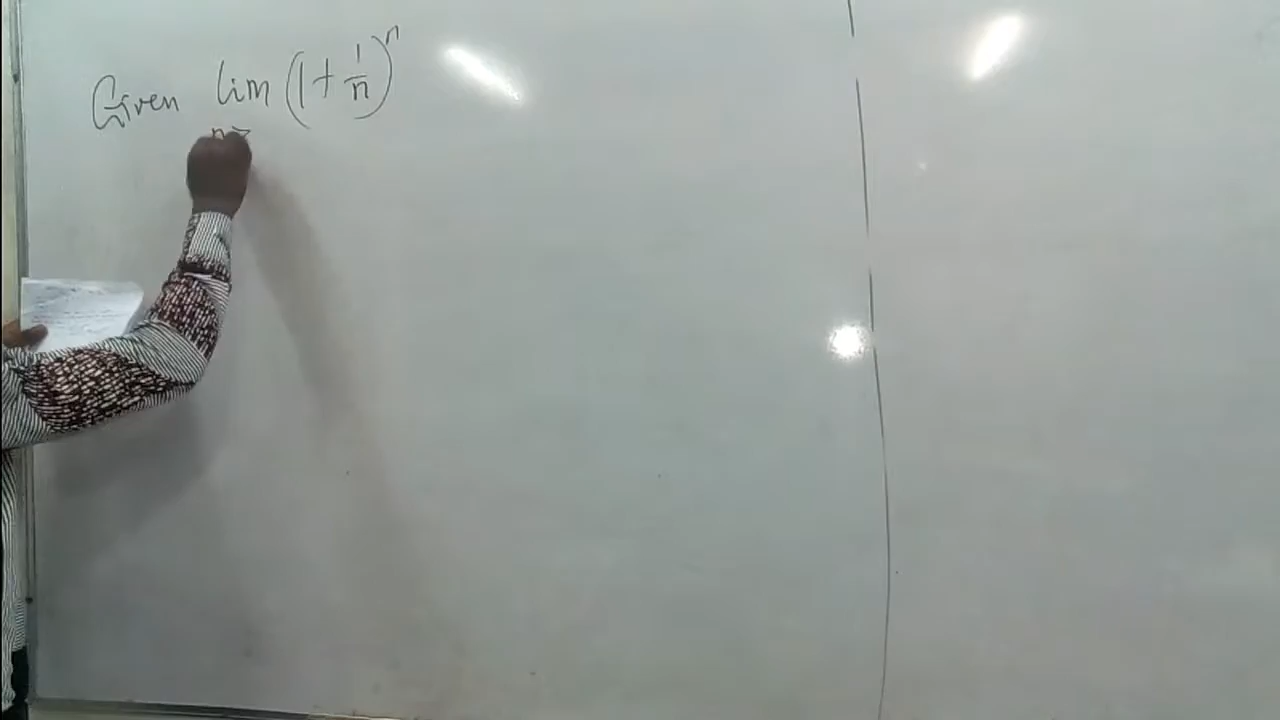 Given lim (1 + 1/n)^n
n→